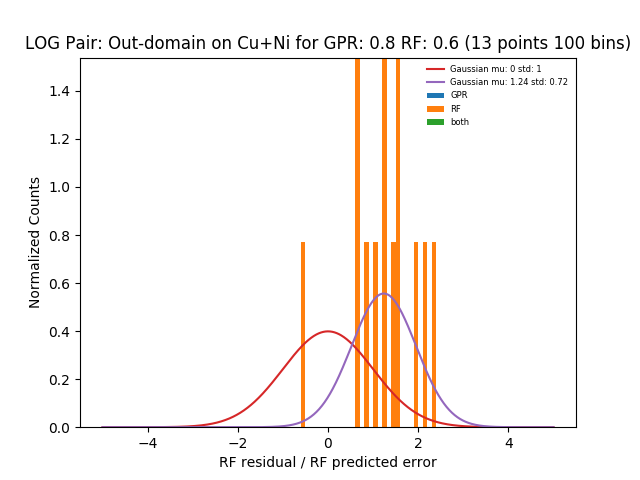 LOG Pair: Out-domain on Cu+Ni for GPR: 0.8 RF: 0.6 (13 points 100 bins)
Gaussian mu: 0 std: 1
Gaussian mu: 1.24 std: 0.72
GPR
RF
both
Normalized Counts
1.4
1.2
1.0
0.8
0.6
0.4
0.2
0.0
−4 −2 0 2 4
RF residual / RF predicted error